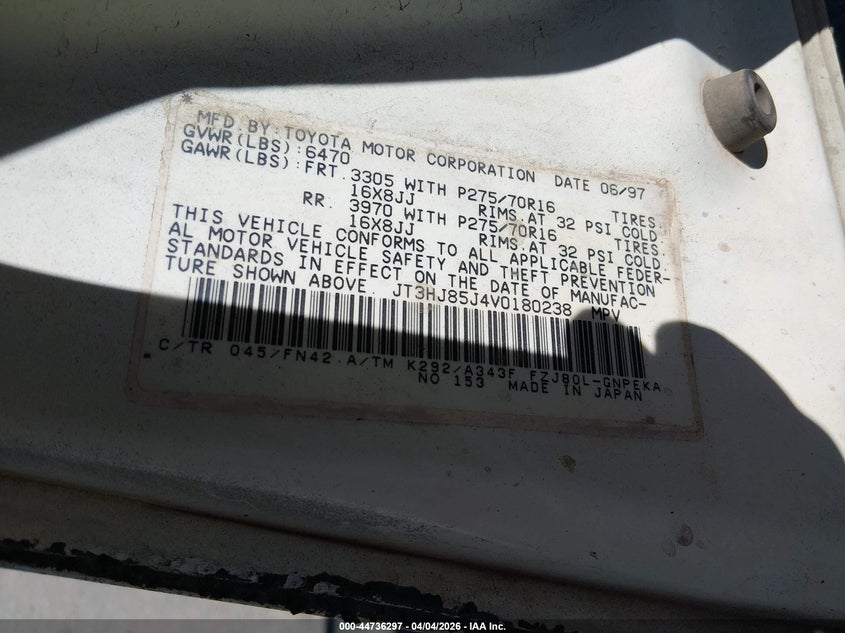 MFD.BY:TOYOTA MOTOR CORPORATION DATE 06/97
GVWR(LBS):6470
GAWR(LBS):FRT. 3305 WITH P275/70R16 TIRES
16X8JJ RIMS.AT 32 PSI COLD
RR. 3970 WITH P275/70R16 TIRES
16X8JJ RIMS.AT 32 PSI COLD
THIS VEHICLE CONFORMS TO ALL APPLICABLE FEDER-
AL MOTOR VEHICLE SAFETY AND THEFT PREVENTION
STANDARDS IN EFFECT ON THE DATE OF MANUFAC-
TURE SHOWN ABOVE. JT3HJ85J4V0180238 MPV
C/TR 045/FN42 A/TM K292/A343F FZJ80L-GNPEKA
NO 153 MADE IN JAPAN
000-44736297 - 04/04/2026 - IAA Inc.